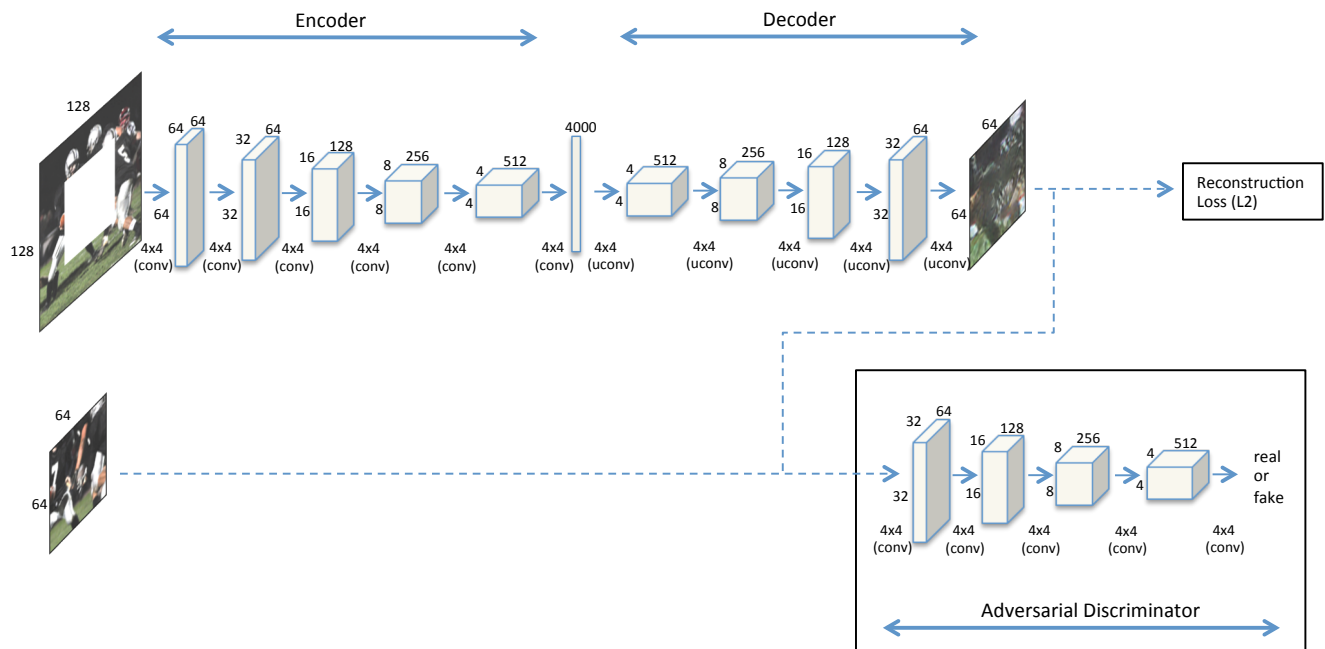 Encoder
Decoder
128
128
64 64
64
32 64
32
16 128
16
8 256
8
4 512
4
4000
4 512
4
8 256
8
16 128
16
32 64
32
64
64
4x4
(conv)
4x4
(conv)
4x4
(conv)
4x4
(conv)
4x4
(conv)
4x4
(conv)
4x4
(uconv)
4x4
(uconv)
4x4
(uconv)
4x4
(uconv)
4x4
(uconv)
Reconstruction
Loss (L2)
64
64
32 64
32
16 128
16
8 256
8
4 512
4
real
or
fake
4x4
(conv)
4x4
(conv)
4x4
(conv)
4x4
(conv)
4x4
(conv)
Adversarial Discriminator